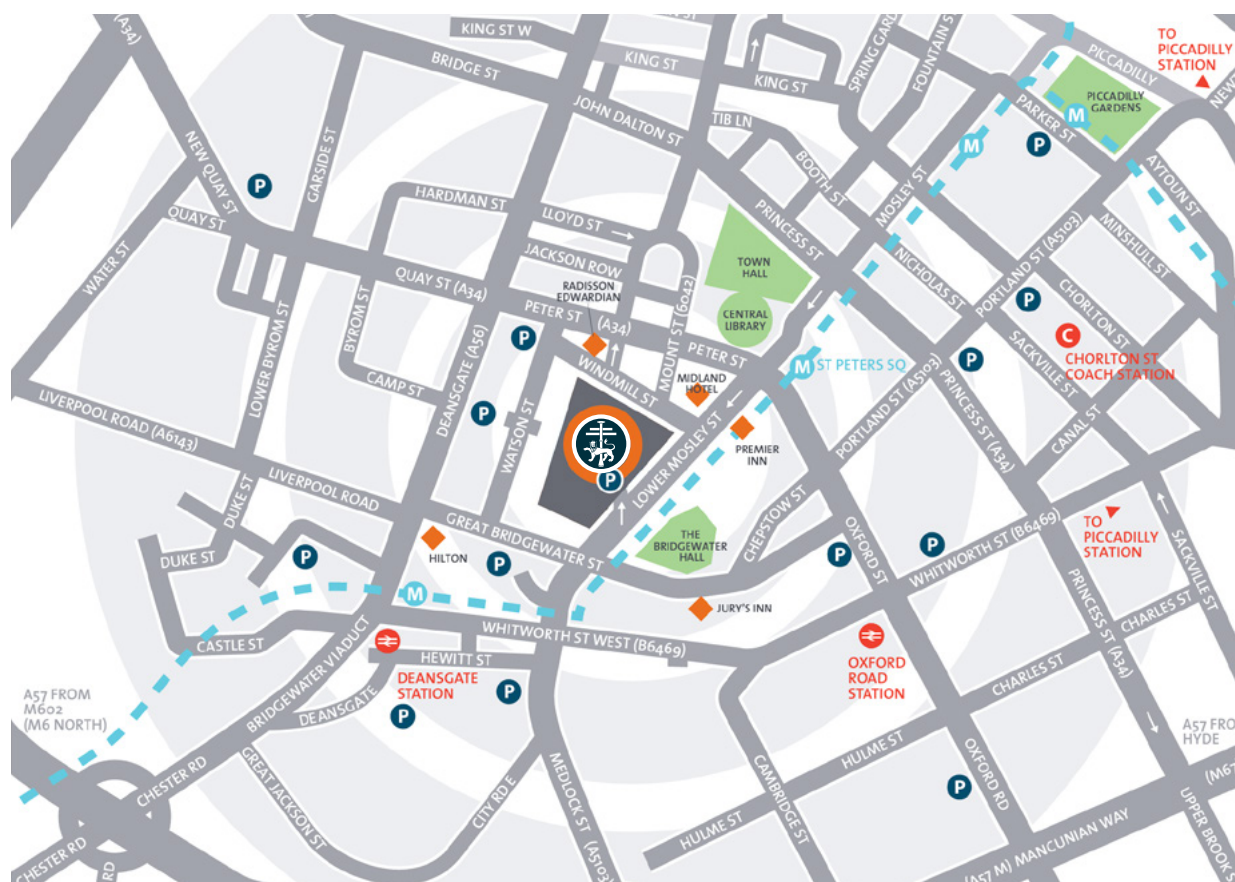 (A34)
KING ST W
KING ST
KING ST
SPRING GARD
FOUNTAIN S
PICCADILLY
TO
PICCADILLY
STATION
NEWT
BRIDGE ST
JOHN DALTON ST
TIB LN
PARKER ST
PICCADILLY
GARDENS
M
M
P
AYTOUN ST
NEW QUAY ST
GARSIDE ST
P
BOOTH ST
MOSLEY ST
HARDMAN ST
LLOYD ST
PRINCESS ST
MINSHULL ST
QUAY ST
WATER ST
JACKSON ROW
TOWN
HALL
NICHOLAS ST
PORTLAND ST (A5103)
CHORLTON ST
QUAY ST (A34)
RADISSON
EDWARDIAN
MOUNT ST (6042)
CENTRAL
LIBRARY
P
PETER ST
(A34)
PETER ST
BYROM ST
LOWER BYROM ST
DEANSGATE (A56)
P
C
CHORLTON ST
COACH STATION
SACKVILLE ST
M
ST PETERS SQ
P
WINDMILL ST
MIDLAND
HOTEL
CAMP ST
PORTLAND ST (A5103)
PRINCESS ST (A34)
CANAL ST
LIVERPOOL ROAD (A6143)
P
WATSON ST
LOWER MOSLEY ST
PREMIER
INN
P
LIVERPOOL ROAD
GREAT BRIDGEWATER ST
CHEPSTOW ST
OXFORD ST
WHITWORTH ST (B6469)
TO
PICCADILLY
STATION
DUKE ST
DUKE ST
HILTON
THE
BRIDGEWATER
HALL
P
P
P
P
SACKVILLE ST
M
JURY'S INN
CASTLE ST
WHITWORTH ST WEST (B6469)
PRINCESS ST (A34)
CHARLES ST
HEWITT ST
DEANSGATE
STATION
OXFORD
ROAD
STATION
CHARLES ST
A57 FROM
M602
(M6 NORTH)
BRIDGEWATER VIADUCT
DEANSGATE
P
P
A57 FRO
HYDE
HULME ST
OXFORD RD
CHESTER RD
GREAT JACKSON ST
CITY RD E
MEDLOCK ST (A5103)
CAMBRIDGE ST
P
(M67
HULME ST
UPPER BROOK S
CHESTER RD
RD
(A57 M) MANCUNIAN WAY